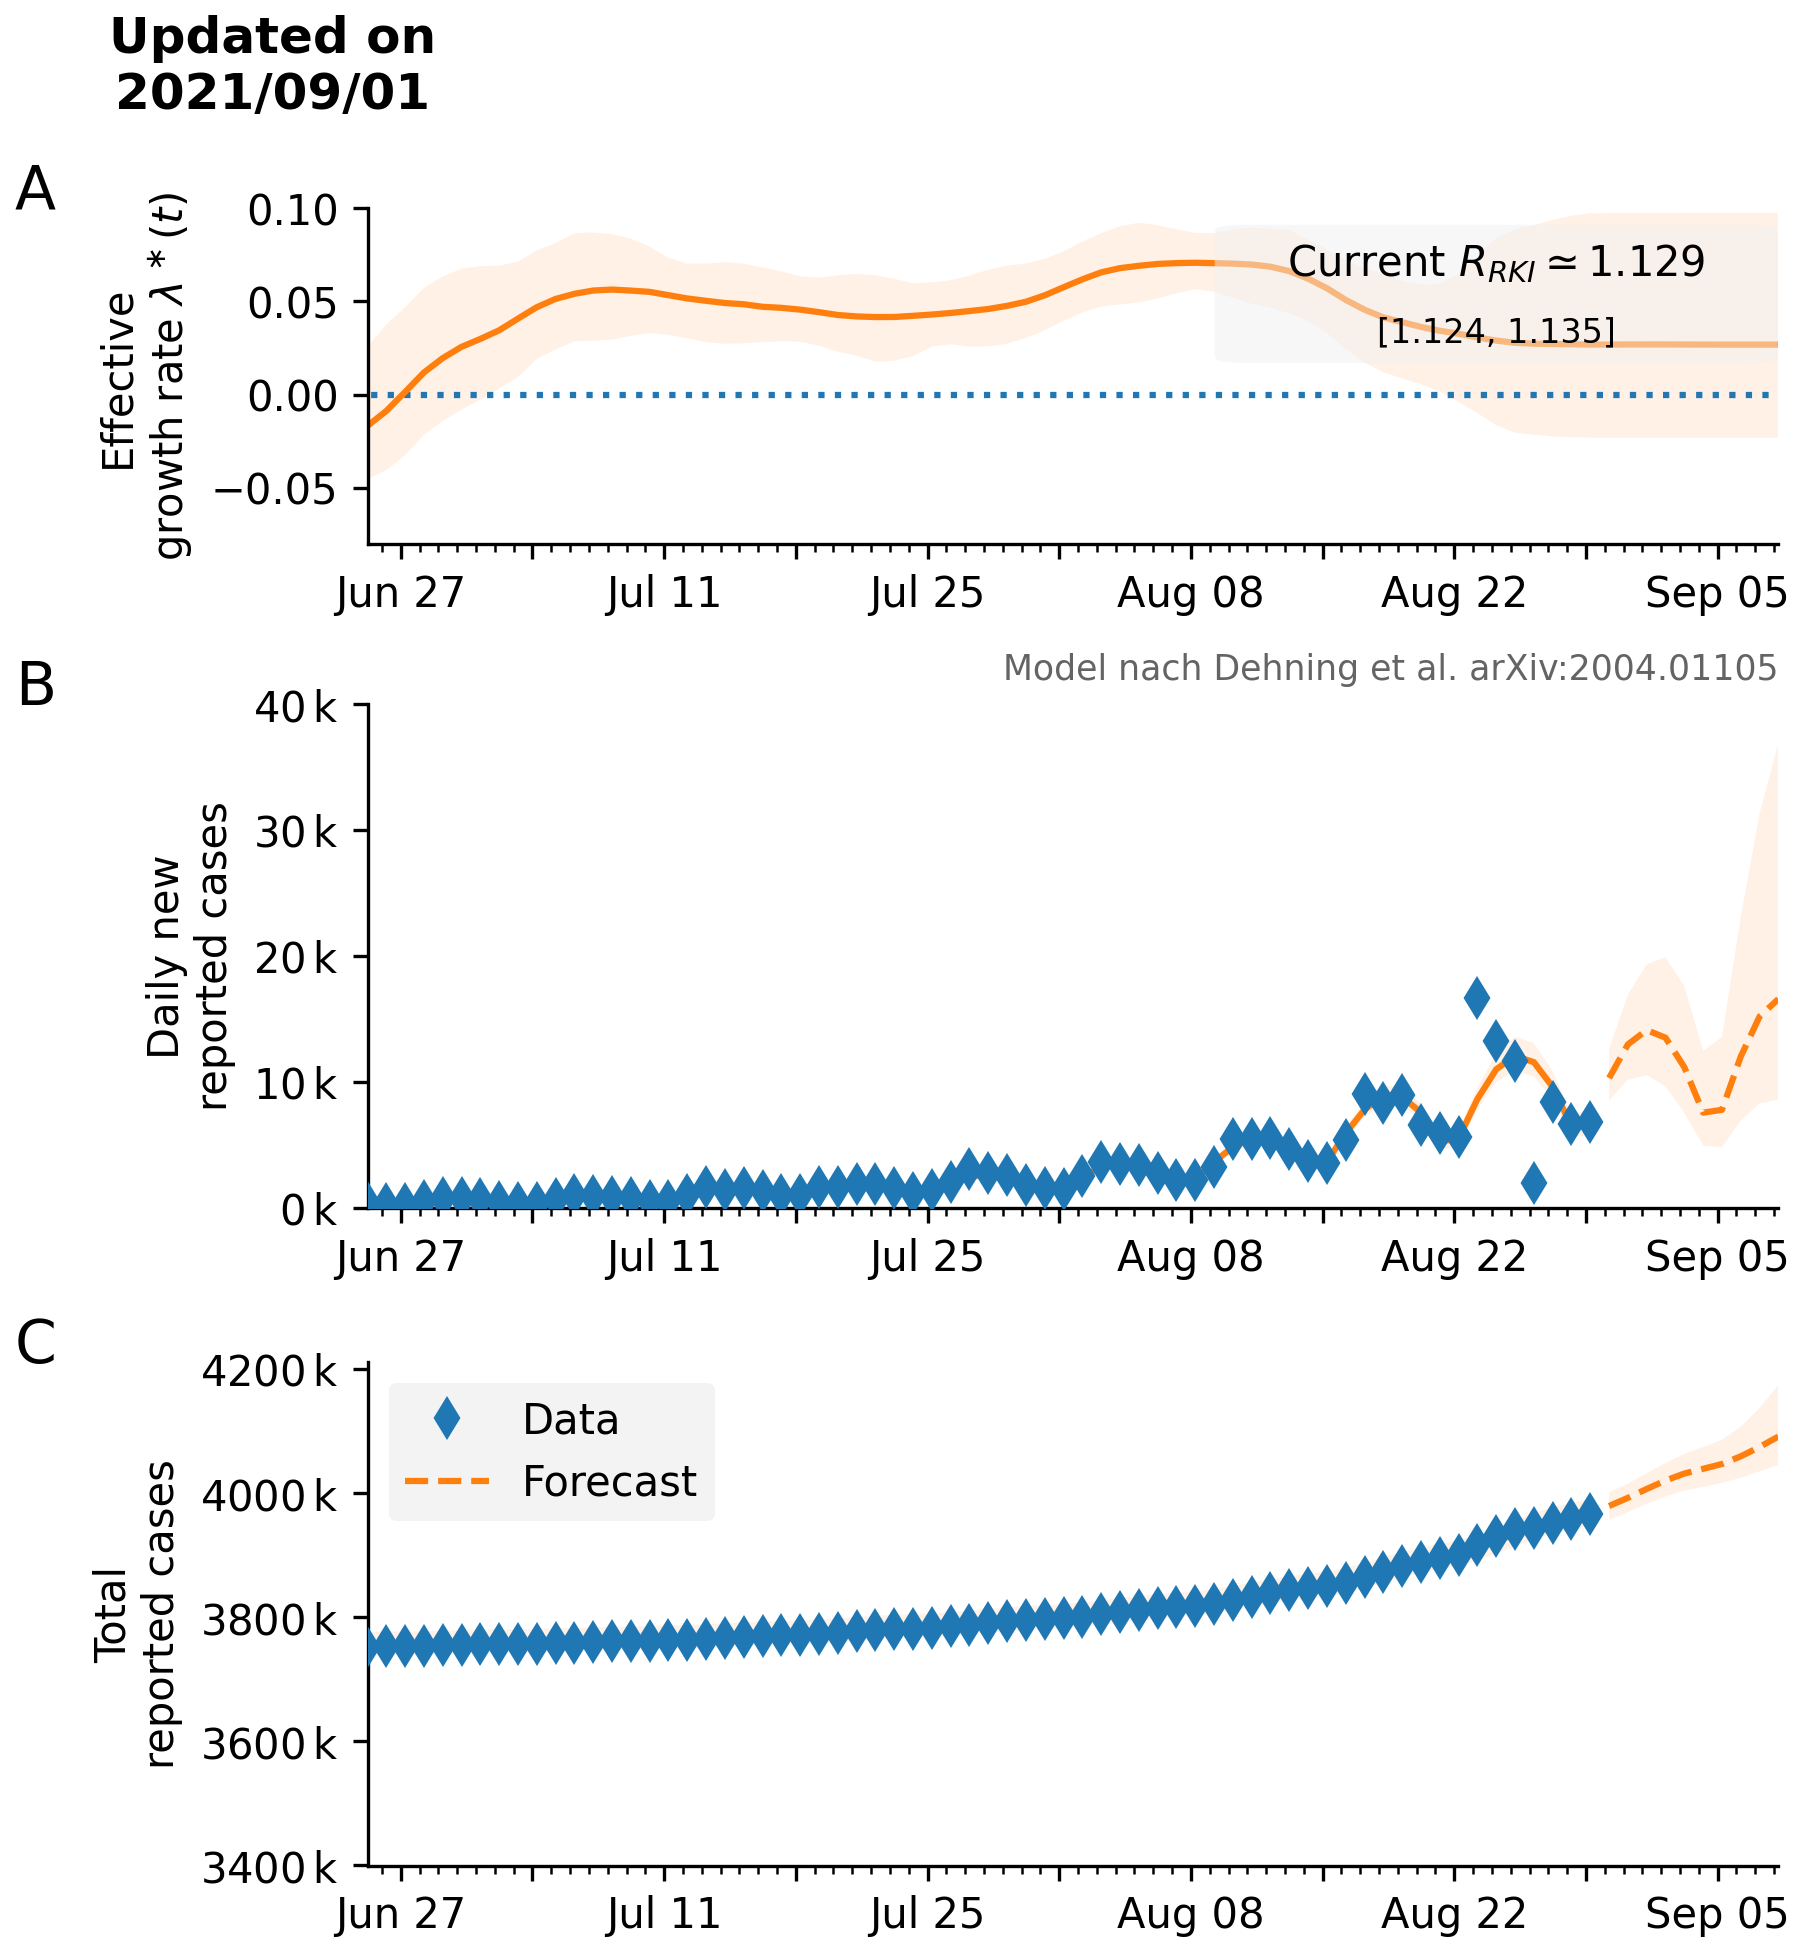 Updated on
2021/09/01
A
Effective
growth rate λ * (t)
0.10
0.05
0.00
−0.05
Current R_RKI ≃ 1.129
[1.124, 1.135]
Jun 27 Jul 11 Jul 25 Aug 08 Aug 22 Sep 05
B
Model nach Dehning et al. arXiv:2004.01105
Daily new
reported cases
40 k
30 k
20 k
10 k
0 k
Jun 27 Jul 11 Jul 25 Aug 08 Aug 22 Sep 05
C
Total
reported cases
4200 k
4000 k
3800 k
3600 k
3400 k
Data
Forecast
Jun 27 Jul 11 Jul 25 Aug 08 Aug 22 Sep 05